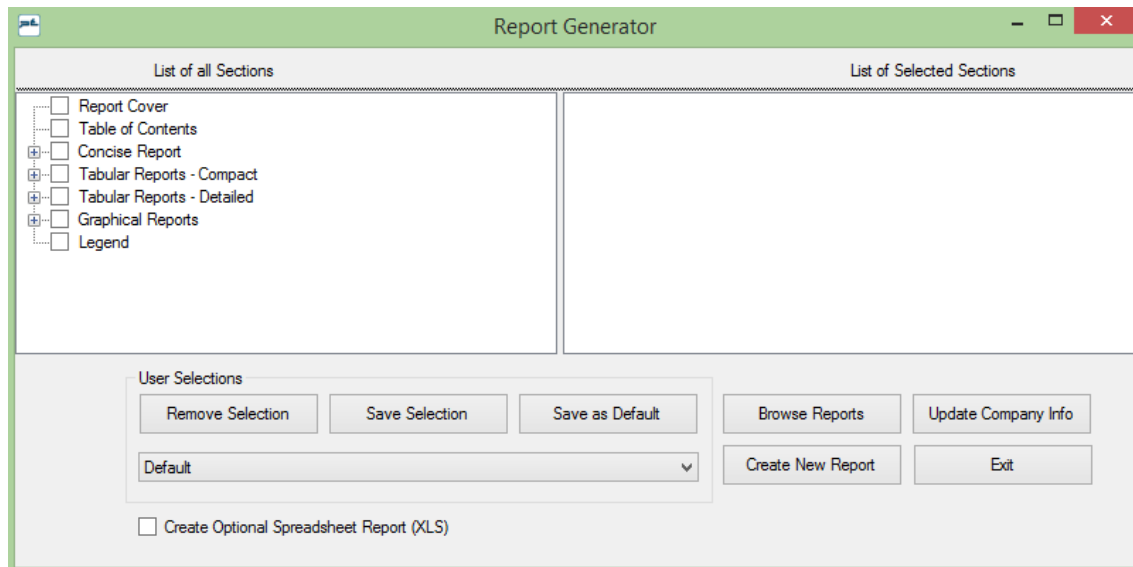 Report Generator
List of all Sections
List of Selected Sections
Report Cover
Table of Contents
Concise Report
Tabular Reports - Compact
Tabular Reports - Detailed
Graphical Reports
Legend
User Selections
Remove Selection
Save Selection
Save as Default
Browse Reports
Update Company Info
Default
Create New Report
Exit
Create Optional Spreadsheet Report (XLS)